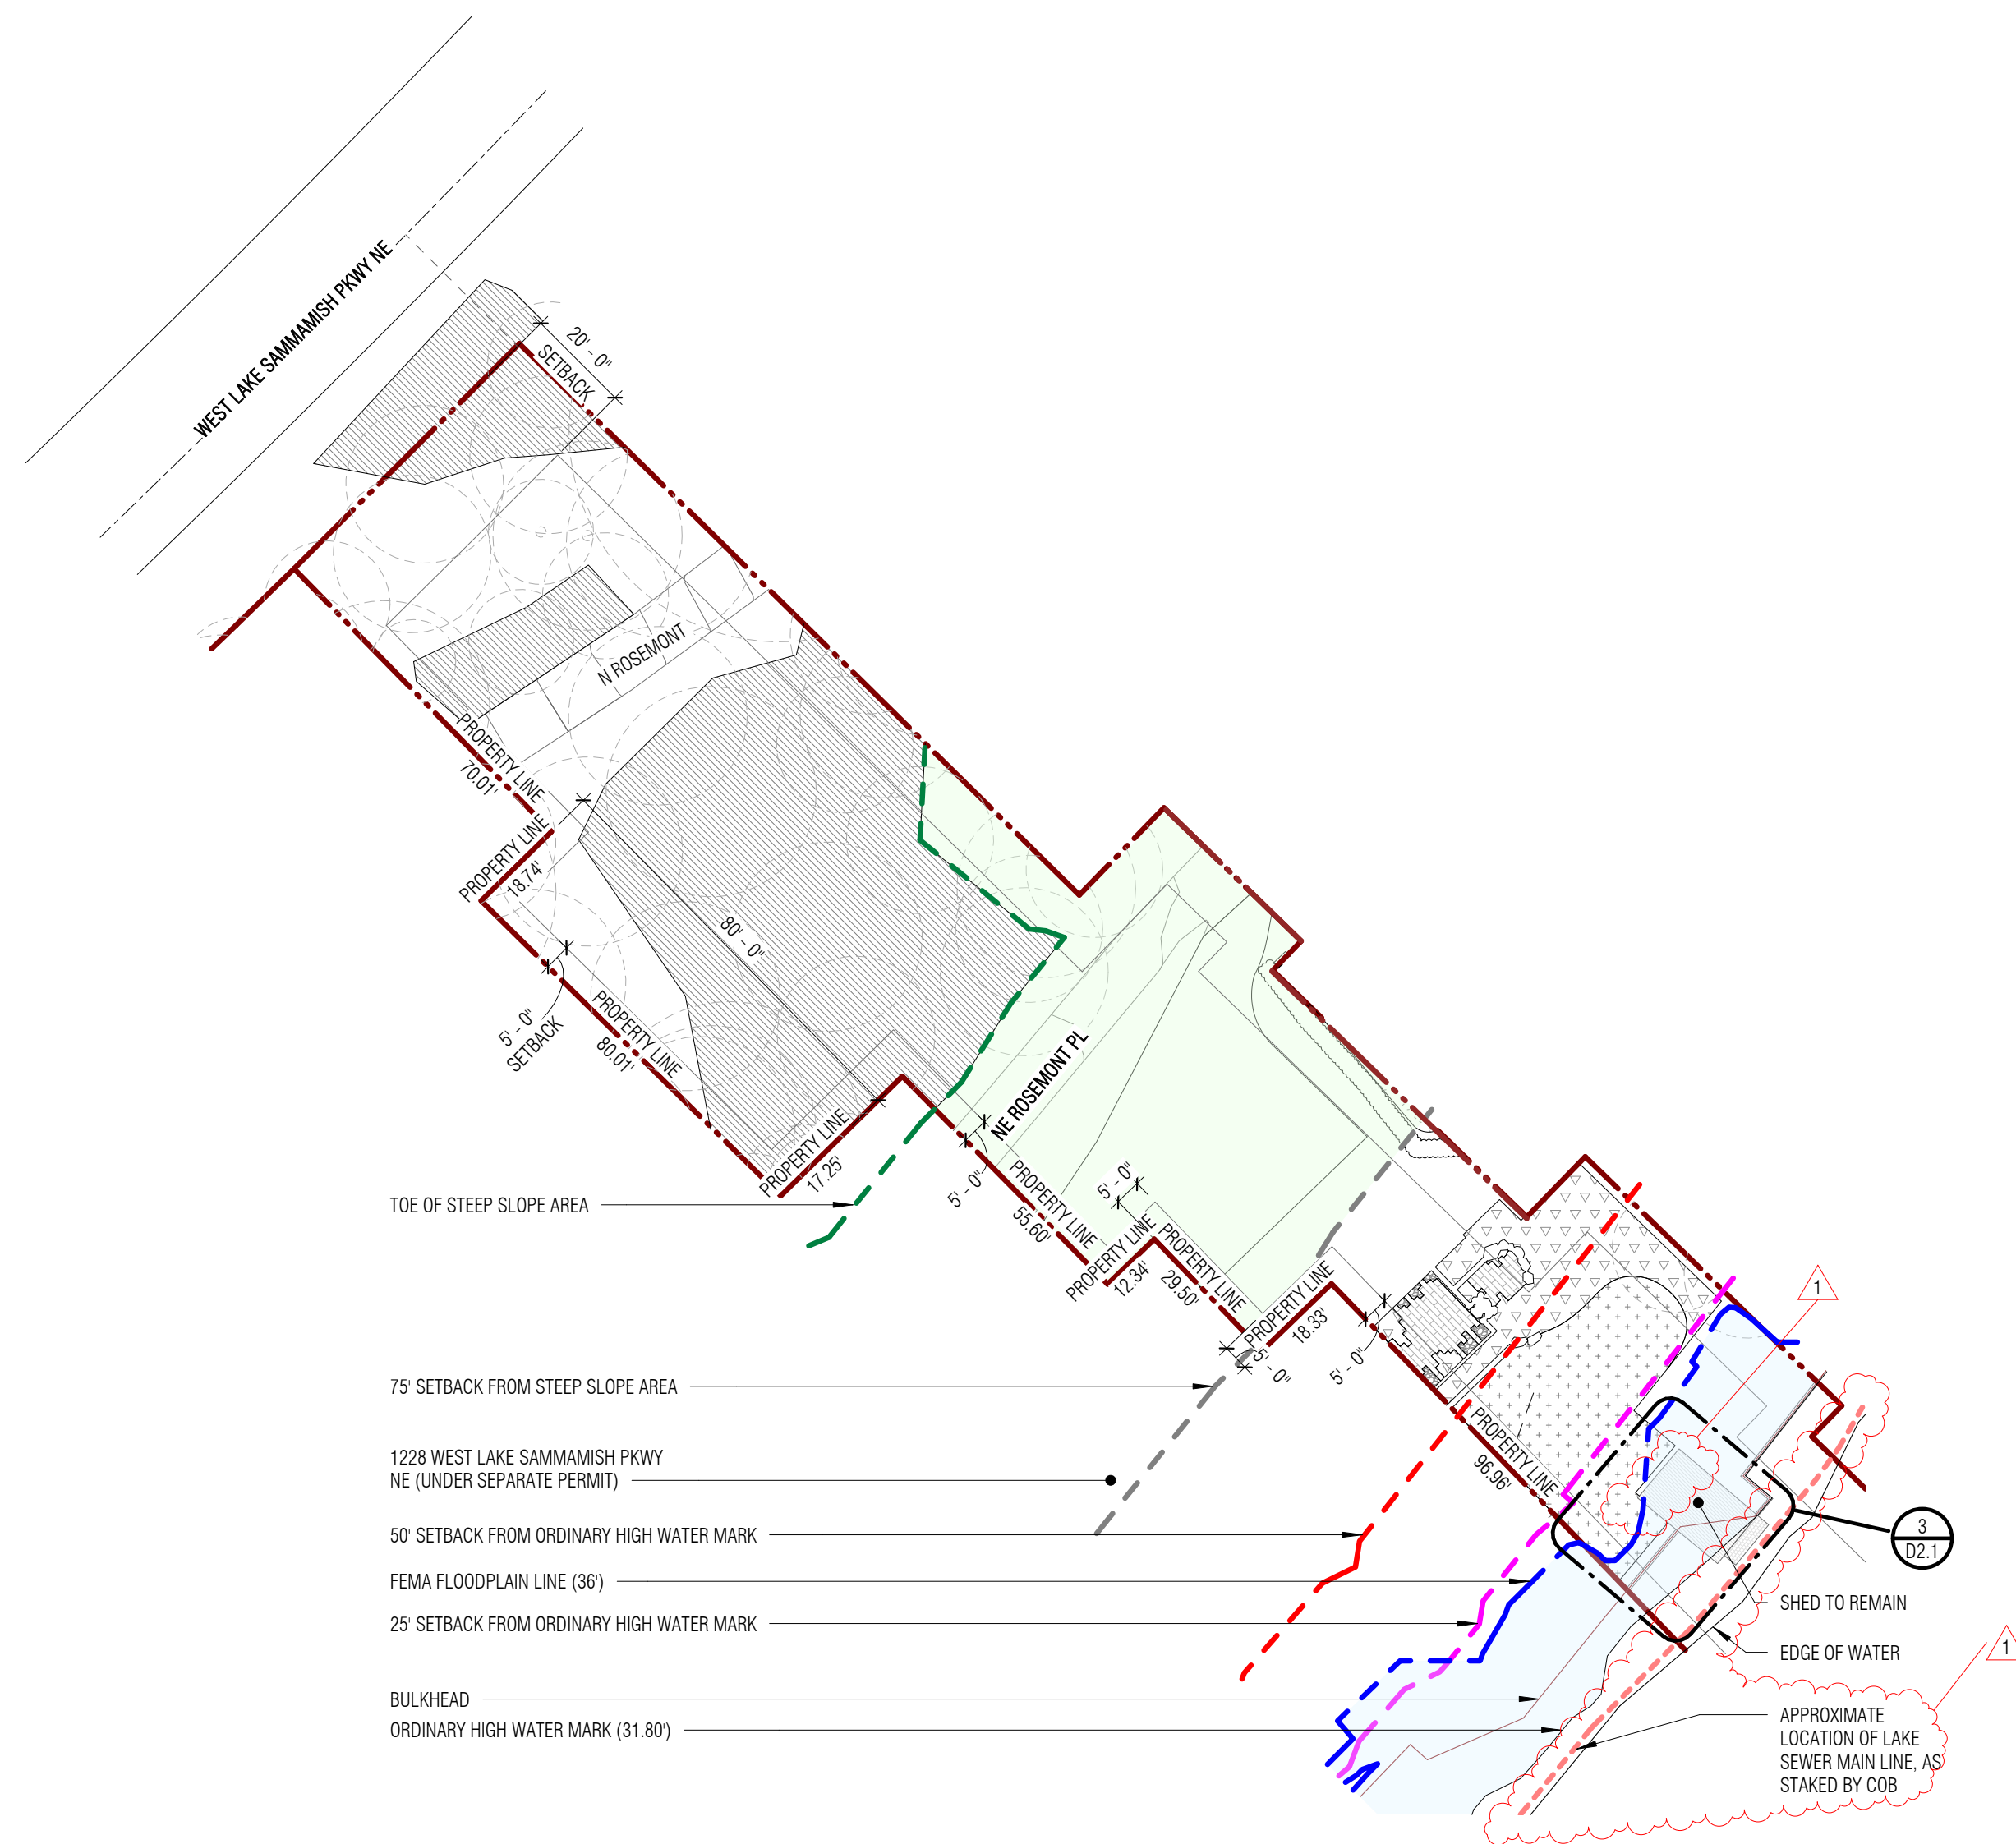 WEST LAKE SAMMAMISH PKWY NE
20' - 0"
SETBACK
N ROSEMONT
PROPERTY LINE
70.01'
PROPERTY LINE
18.74'
80' - 0"
5' - 0"
SETBACK
PROPERTY LINE
80.01'
NE ROSEMONT PL
PROPERTY LINE
17.25'
5' - 0"
PROPERTY LINE
55.60'
5' - 0"
PROPERTY LINE
12.34'
PROPERTY LINE
29.50'
PROPERTY LINE
18.33'
5' - 0"
5' - 0"
PROPERTY LINE
96.96'
1
3
D2.1
TOE OF STEEP SLOPE AREA
75' SETBACK FROM STEEP SLOPE AREA
1228 WEST LAKE SAMMAMISH PKWY
NE (UNDER SEPARATE PERMIT)
50' SETBACK FROM ORDINARY HIGH WATER MARK
FEMA FLOODPLAIN LINE (36')
25' SETBACK FROM ORDINARY HIGH WATER MARK
BULKHEAD
ORDINARY HIGH WATER MARK (31.80')
SHED TO REMAIN
EDGE OF WATER
1
APPROXIMATE
LOCATION OF LAKE
SEWER MAIN LINE, AS
STAKED BY COB